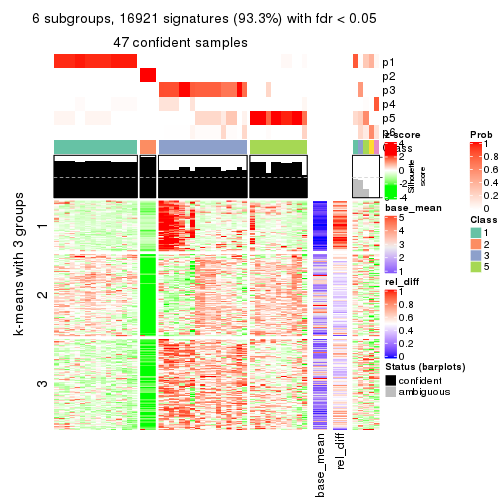 6 subgroups, 16921 signatures (93.3%) with fdr < 0.05
47 confident samples
p1
p2
p3
p4
p5
p6
Class
z-score
4
2
0
-2
-4
Silhouette
score
Prob
1
0.8
0.6
0.4
0.2
0
Class
1
2
3
5
base_mean
5
4
3
2
1
rel_diff
1
0.8
0.6
0.4
0.2
0
Status (barplots)
confident
ambiguous
k-means with 3 groups
1
2
3
base_mean
rel_diff